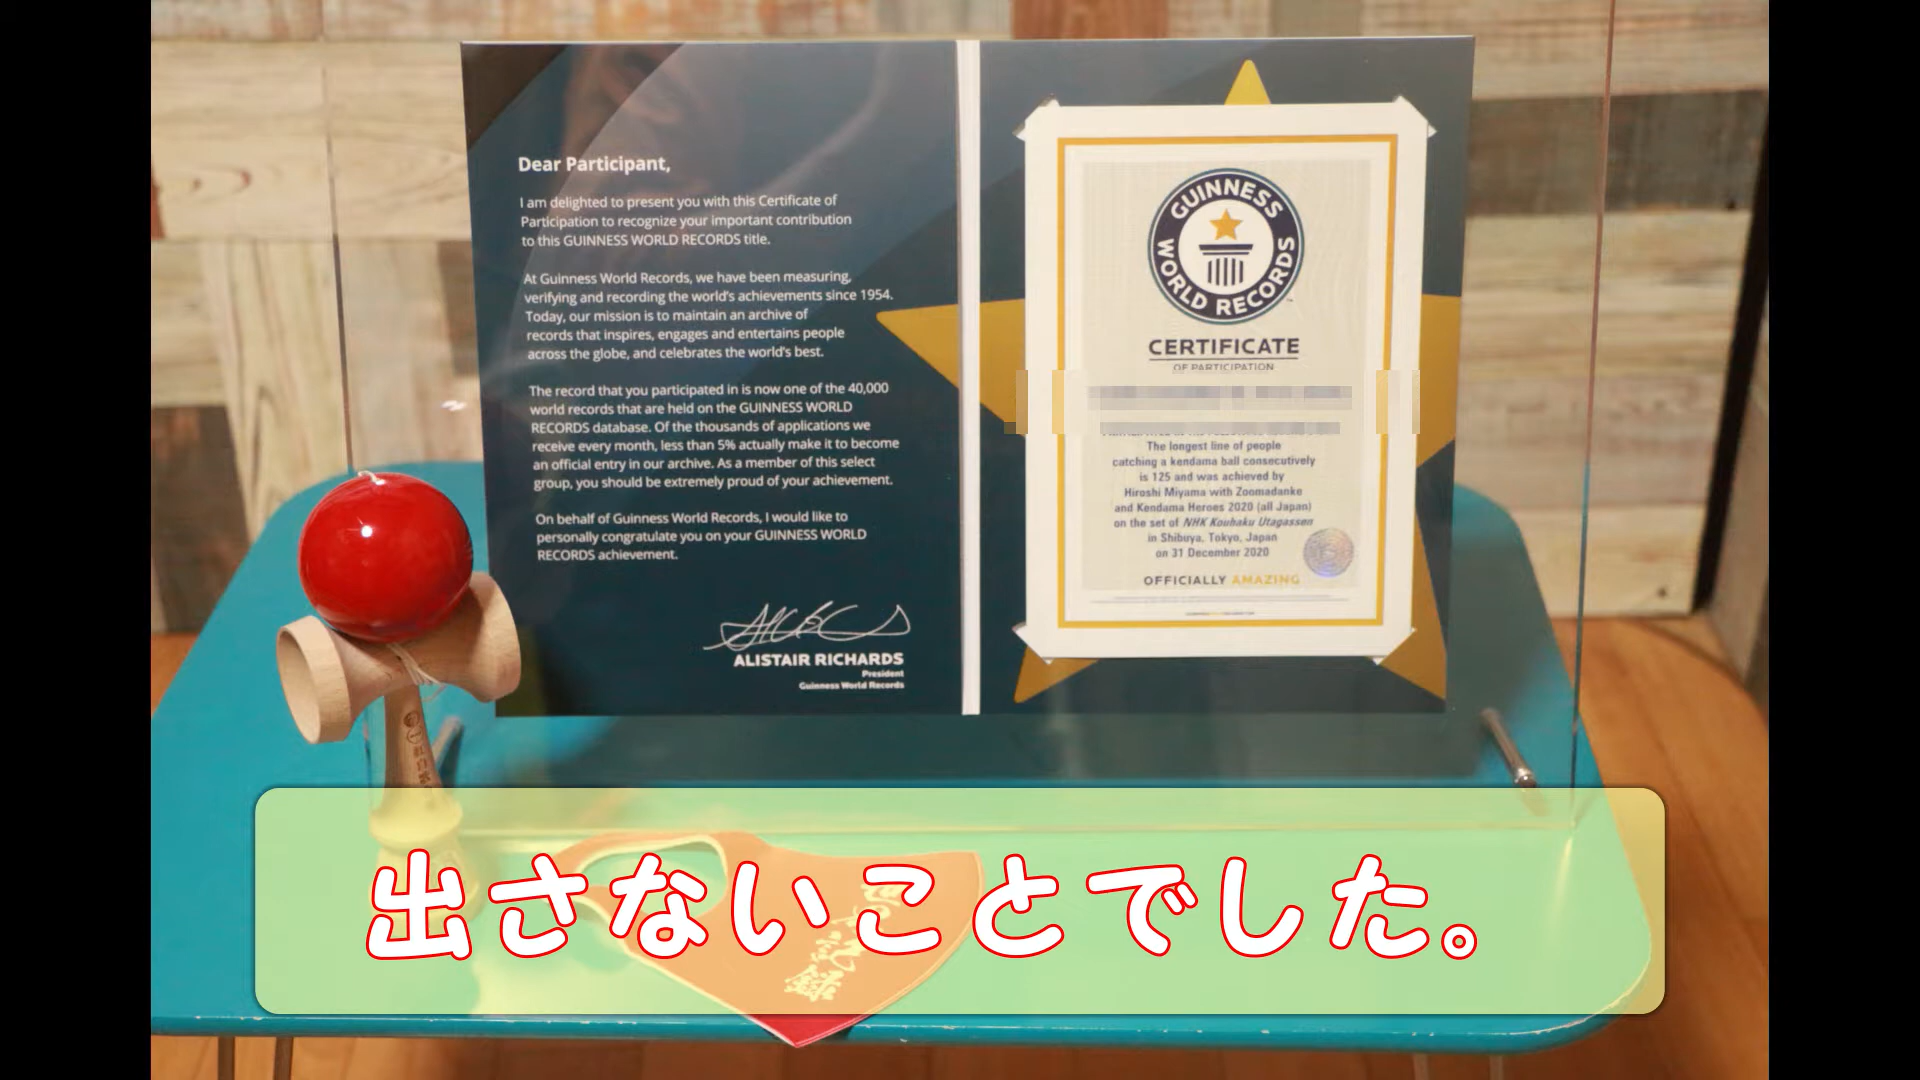 Dear Participant,
I am delighted to present you with this Certificate of
Participation to recognize your important contribution
to this GUINNESS WORLD RECORDS title.
At Guinness World Records, we have been measuring,
verifying and recording the world's achievements since 1954.
Today, our mission is to maintain an archive of
records that inspires, engages and entertains people
across the globe, and celebrates the world's best.
The record that you participated in is now one of the 40,000
world records that are held on the GUINNESS WORLD
RECORDS database. Of the thousands of applications we
receive every month, less than 5% actually make it to become
an official entry in our archive. As a member of this select
group, you should be extremely proud of your achievement.
On behalf of Guinness World Records, I would like to
personally congratulate you on your GUINNESS WORLD
RECORDS achievement.
ALISTAIR RICHARDS
President
Guinness World Records
GUINNESS
WORLD RECORDS
CERTIFICATE
OF PARTICIPATION
The longest line of people
catching a kendama ball consecutively
is 125 and was achieved by
Hiroshi Miyama with Zoomadanke
and Kendama Heroes 2020 (all Japan)
on the set of NHK Kouhaku Utagassen
in Shibuya, Tokyo, Japan
on 31 December 2020
OFFICIALLY AMAZING
出さないことでした。